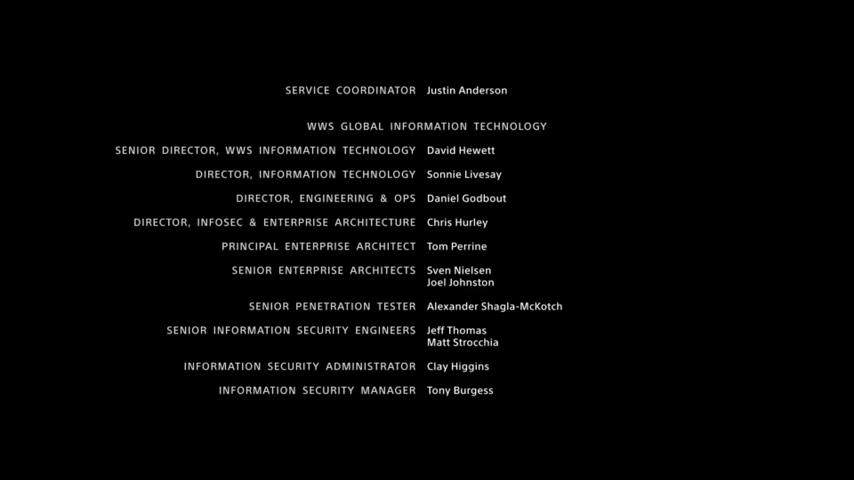 SERVICE COORDINATOR Justin Anderson
WWS GLOBAL INFORMATION TECHNOLOGY
SENIOR DIRECTOR, WWS INFORMATION TECHNOLOGY David Hewett
DIRECTOR, INFORMATION TECHNOLOGY Sonnie Livesay
DIRECTOR, ENGINEERING & OPS Daniel Godbout
DIRECTOR, INFOSEC & ENTERPRISE ARCHITECTURE Chris Hurley
PRINCIPAL ENTERPRISE ARCHITECT Tom Perrine
SENIOR ENTERPRISE ARCHITECTS Sven Nielsen
Joel Johnston
SENIOR PENETRATION TESTER Alexander Shagla-McKotch
SENIOR INFORMATION SECURITY ENGINEERS Jeff Thomas
Matt Strocchia
INFORMATION SECURITY ADMINISTRATOR Clay Higgins
INFORMATION SECURITY MANAGER Tony Burgess